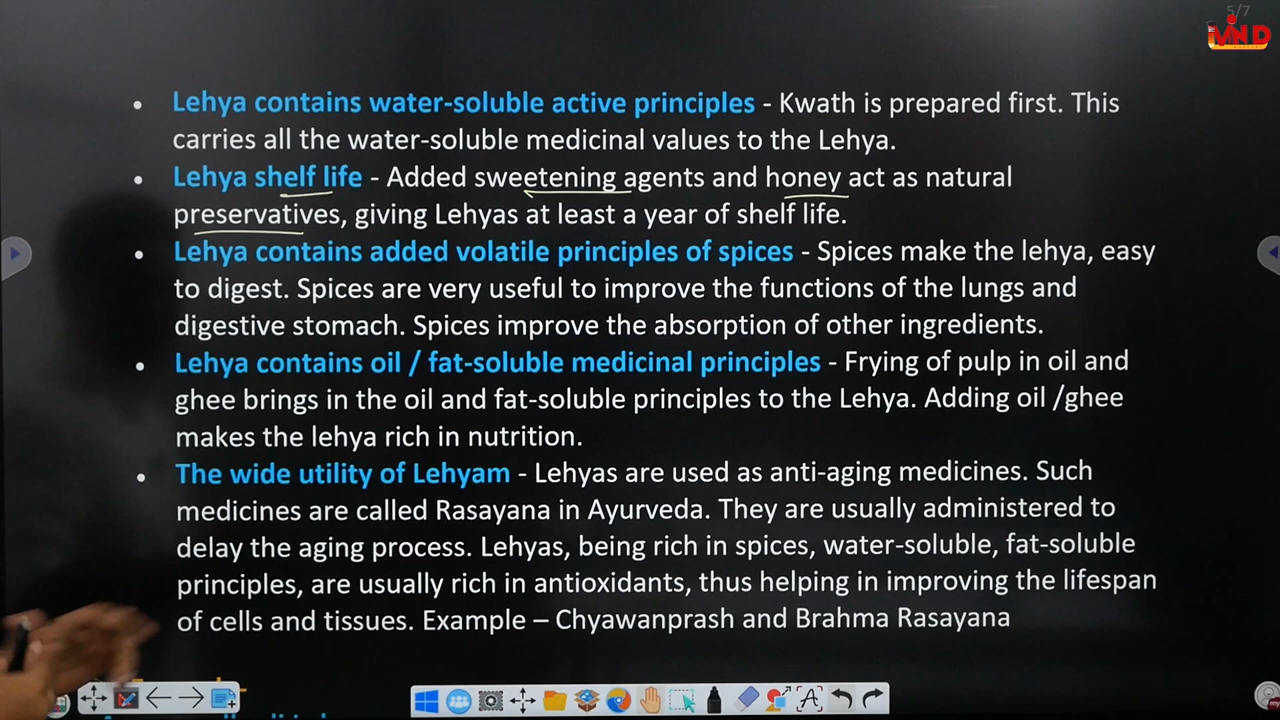 5/7
MIND
Lehya contains water-soluble active principles - Kwath is prepared first. This
carries all the water-soluble medicinal values to the Lehya.
Lehya shelf life - Added sweetening agents and honey act as natural
preservatives, giving Lehyas at least a year of shelf life.
Lehya contains added volatile principles of spices - Spices make the lehya, easy
to digest. Spices are very useful to improve the functions of the lungs and
digestive stomach. Spices improve the absorption of other ingredients.
Lehya contains oil / fat-soluble medicinal principles - Frying of pulp in oil and
ghee brings in the oil and fat-soluble principles to the Lehya. Adding oil /ghee
makes the lehya rich in nutrition.
The wide utility of Lehyam - Lehyas are used as anti-aging medicines. Such
medicines are called Rasayana in Ayurveda. They are usually administered to
delay the aging process. Lehyas, being rich in spices, water-soluble, fat-soluble
principles, are usually rich in antioxidants, thus helping in improving the lifespan
of cells and tissues. Example – Chyawanprash and Brahma Rasayana